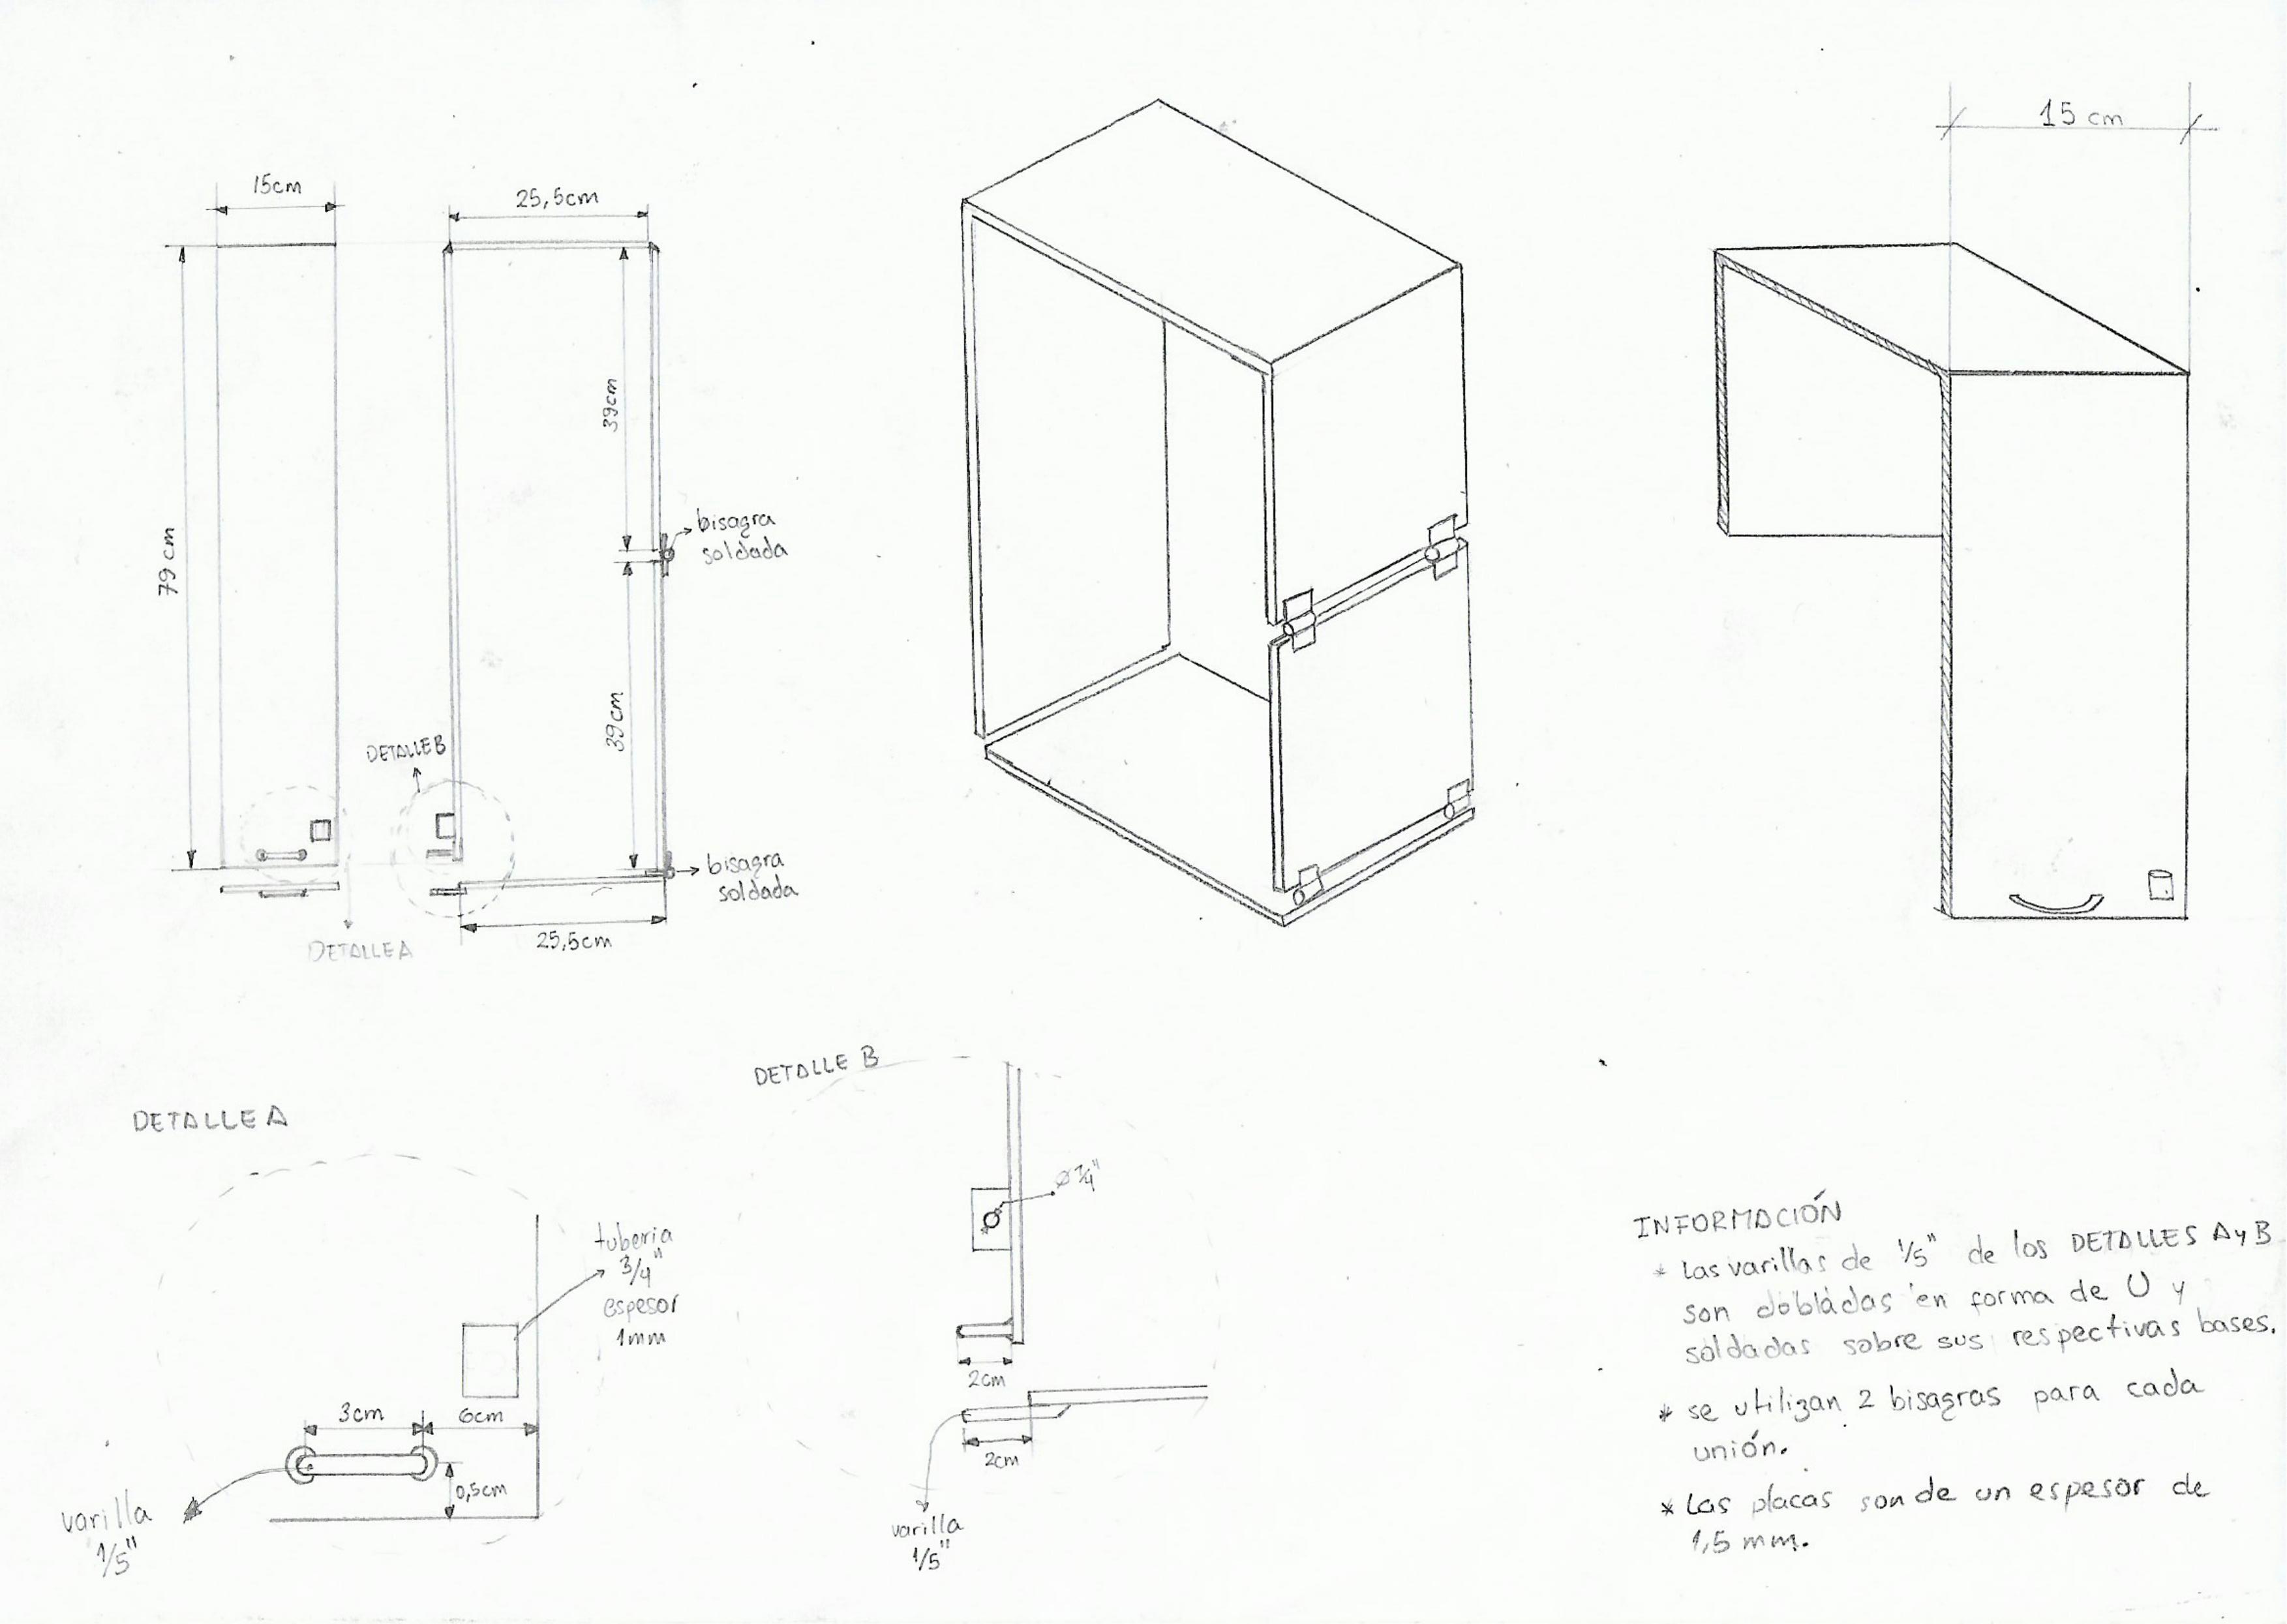 15cm
25,5cm
15 cm
79 cm
39cm
bisagra
soldada
39cm
DETALLE B
bisagra
soldada
25,5cm
DETALLE A
DETALLE A
tuberia
3/4"
espesor
1mm
3cm
6cm
0,5cm
varilla
1/5"
DETALLE B
2cm
2cm
varilla
1/5"
INFORMACIÓN
* Las varillas de 1/5" de los DETALLES A y B
son dobladas en forma de U y
soldadas sobre sus respectivas bases.
* se utilizan 2 bisagras para cada
unión.
* Las placas son de un espesor de
1,5 mm.